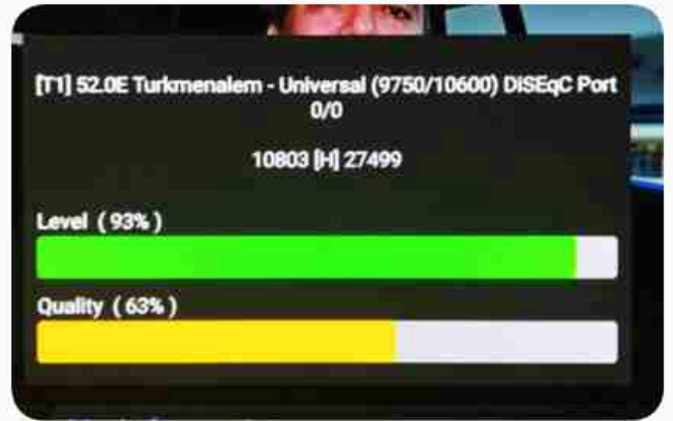 [T1] 52.0E Turkmenalem - Universal (9750/10600) DiSEqC Port
0/0
10803 [H] 27499
Level ( 93% )
Quality ( 63% )